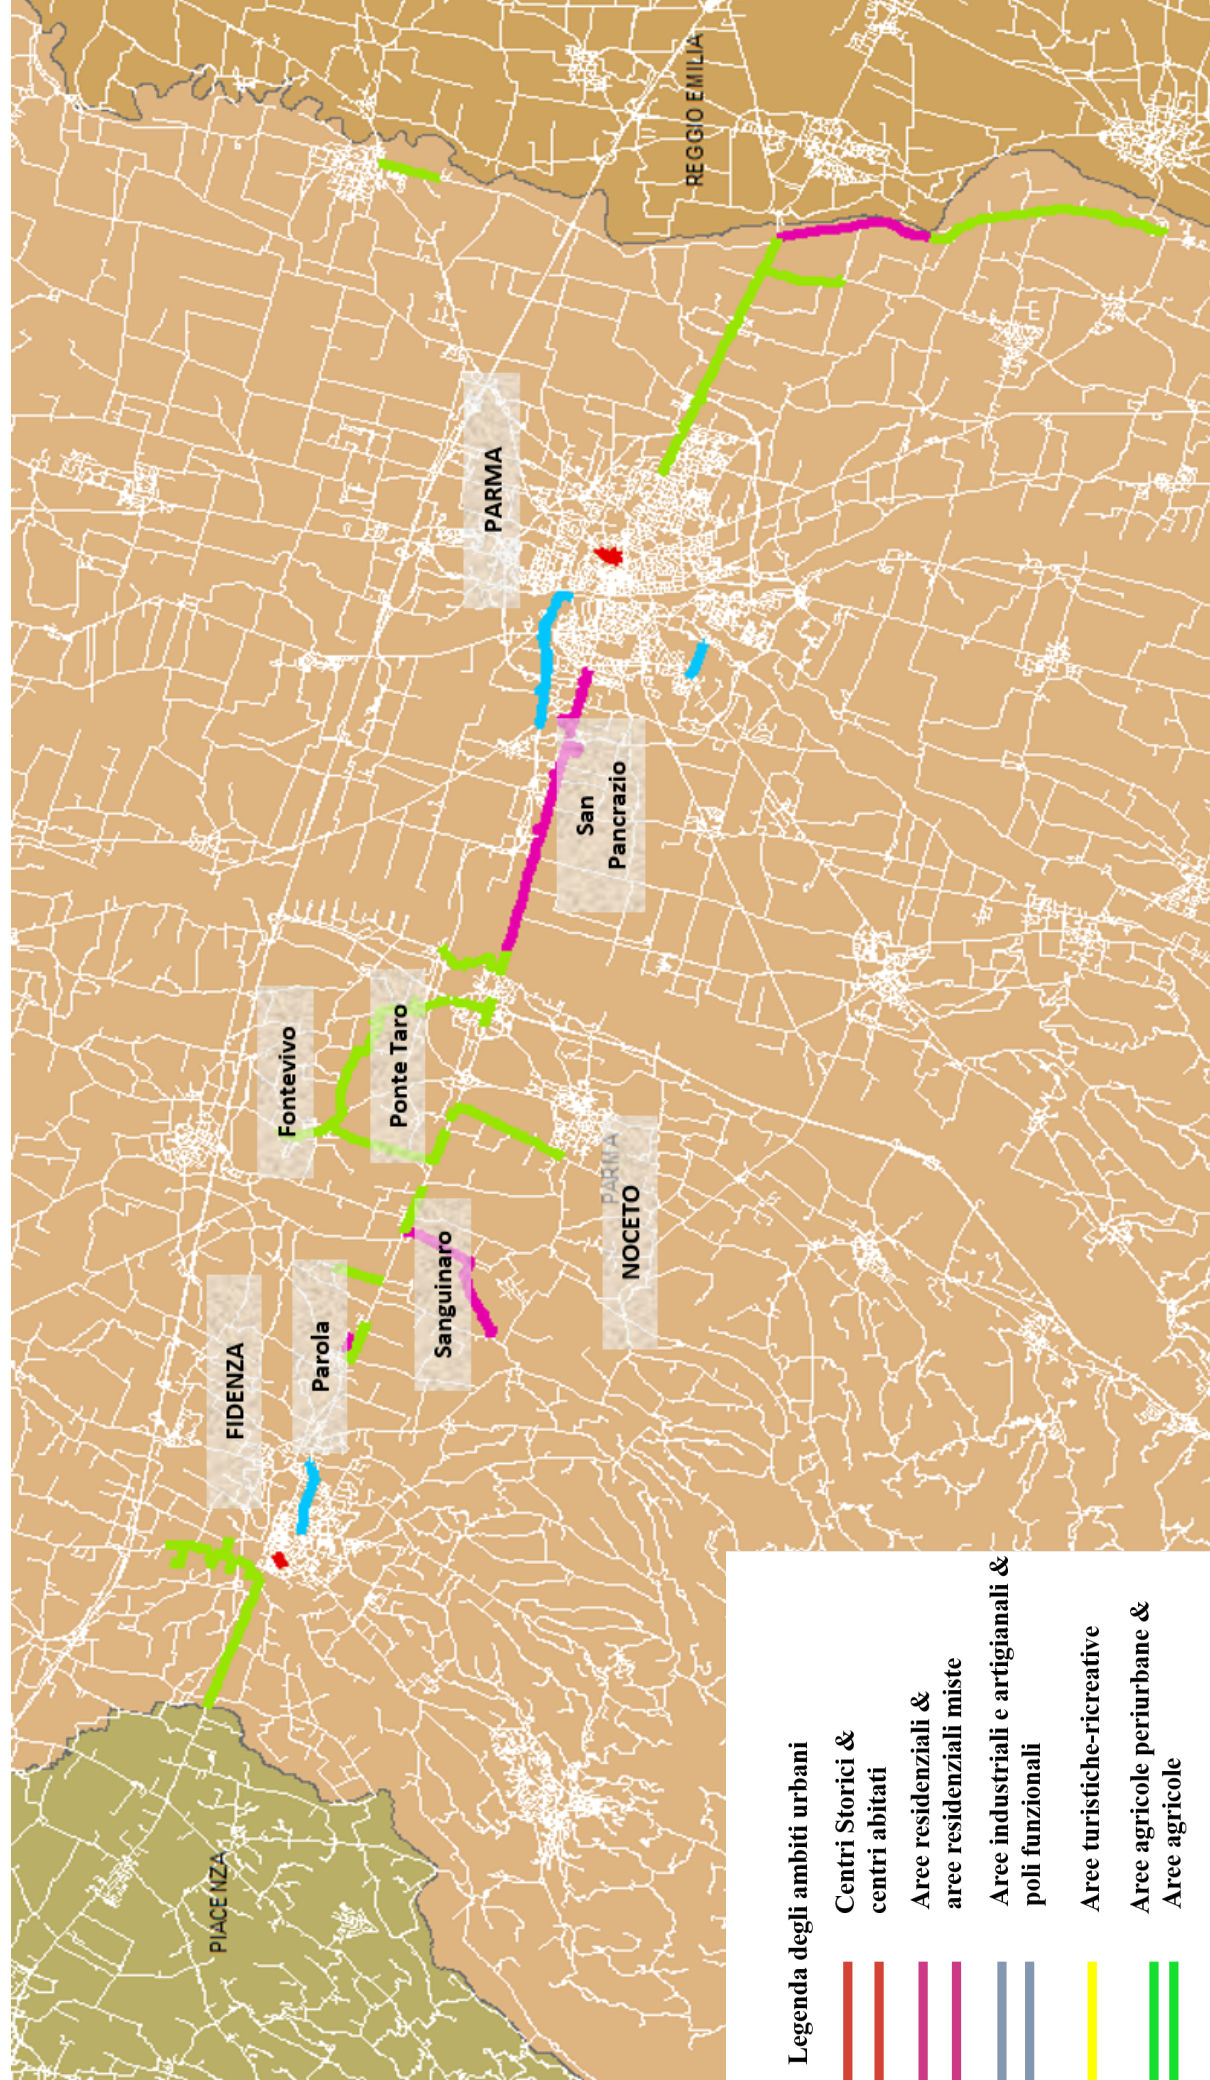 PIACENZA
FIDENZA
Parola
Sanguinaro
Fontevivo
Ponte Taro
NOCETO
PARMA
San
Pancrazio
PARMA
REGGIO EMILIA
Legenda degli ambiti urbani
Centri Storici &
centri abitati
Aree residenziali &
aree residenziali miste
Aree industriali e artigianali &
poli funzionali
Aree turistiche-ricreative
Aree agricole periurbane &
Aree agricole